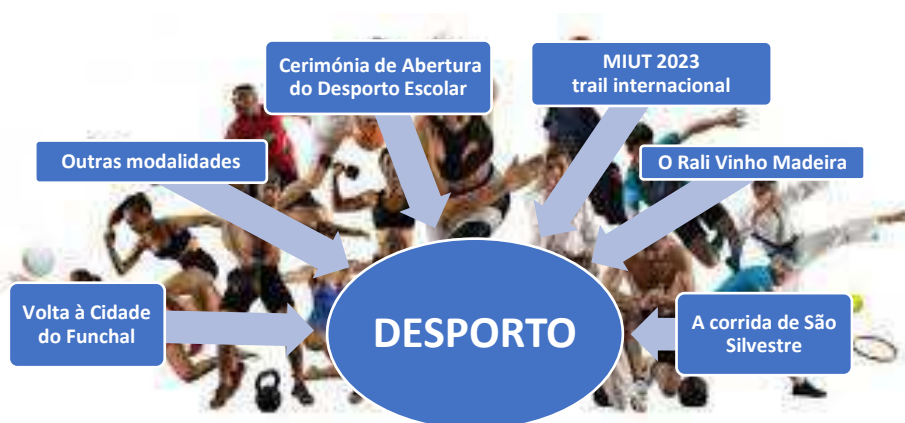 Cerimónia de Abertura
do Desporto Escolar
MIUT 2023
trail internacional
Outras modalidades
O Rali Vinho Madeira
Volta à Cidade
do Funchal
DESPORTO
A corrida de São
Silvestre